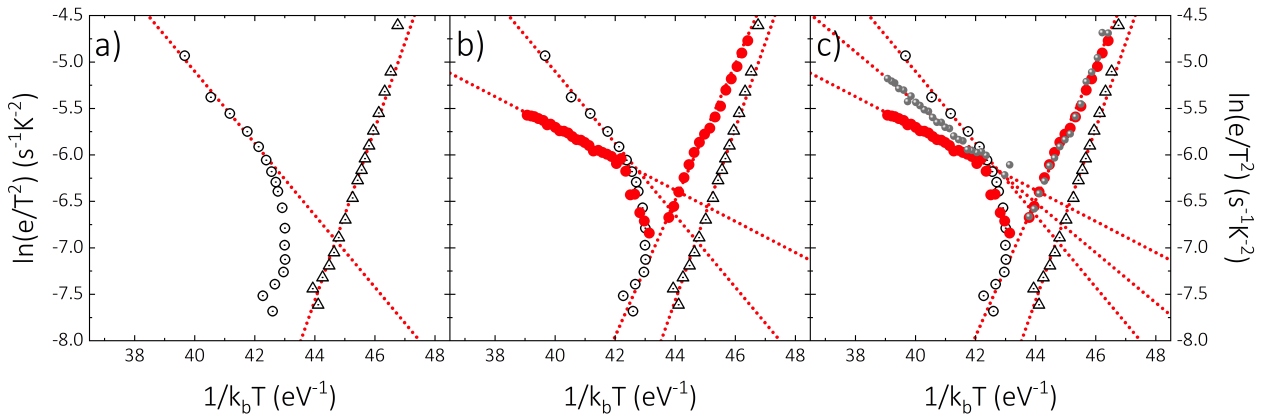 a)
b)
c)
-4.5
-5.0
-5.5
-6.0
-6.5
-7.0
-7.5
-8.0
ln(e/T²) (s⁻¹K⁻²)
-4.5
-5.0
-5.5
-6.0
-6.5
-7.0
-7.5
-8.0
ln(e/T²) (s⁻¹K⁻²)
38 40 42 44 46 48 40 42 44 46 48 40 42 44 46 48
38 38
1/k_bT (eV⁻¹) 1/k_bT (eV⁻¹) 1/k_bT (eV⁻¹)